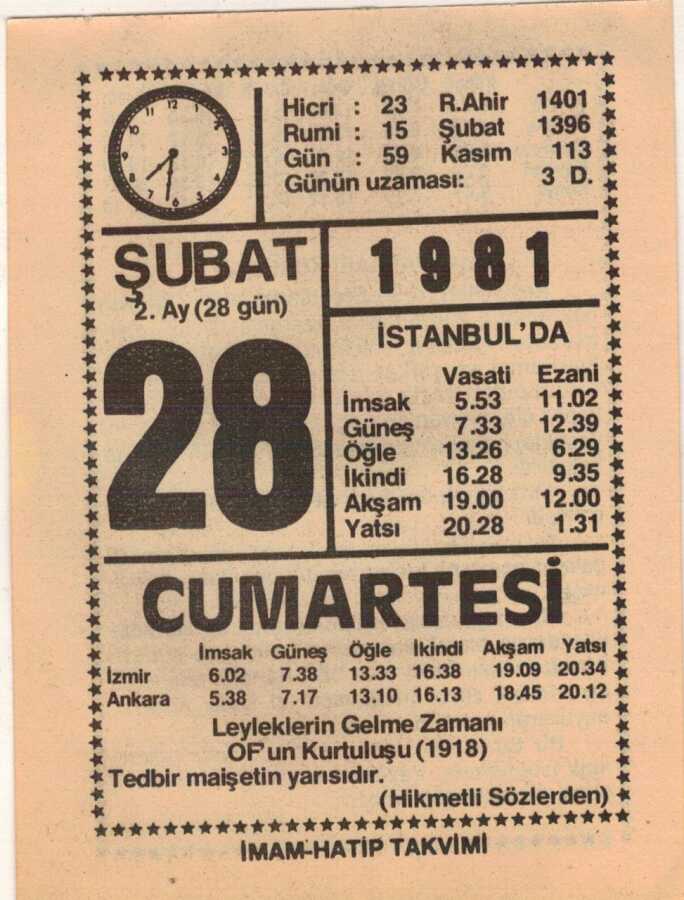 Hicri : 23 R.Ahir 1401
Rumi : 15 Şubat 1396
Gün : 59 Kasım 113
Günün uzaması: 3 D.
ŞUBAT
2. Ay (28 gün)
28
1981
İSTANBUL'DA
Vasati Ezani
İmsak 5.53 11.02
Güneş 7.33 12.39
Öğle 13.26 6.29
İkindi 16.28 9.35
Akşam 19.00 12.00
Yatsı 20.28 1.31
CUMARTESİ
İmsak Güneş Öğle İkindi Akşam Yatsı
İzmir 6.02 7.38 13.33 16.38 19.09 20.34
Ankara 5.38 7.17 13.10 16.13 18.45 20.12
Leyleklerin Gelme Zamanı
OF'un Kurtuluşu (1918)
Tedbir maişetin yarısıdır.
(Hikmetli Sözlerden)
İMAM-HATİP TAKVİMİ